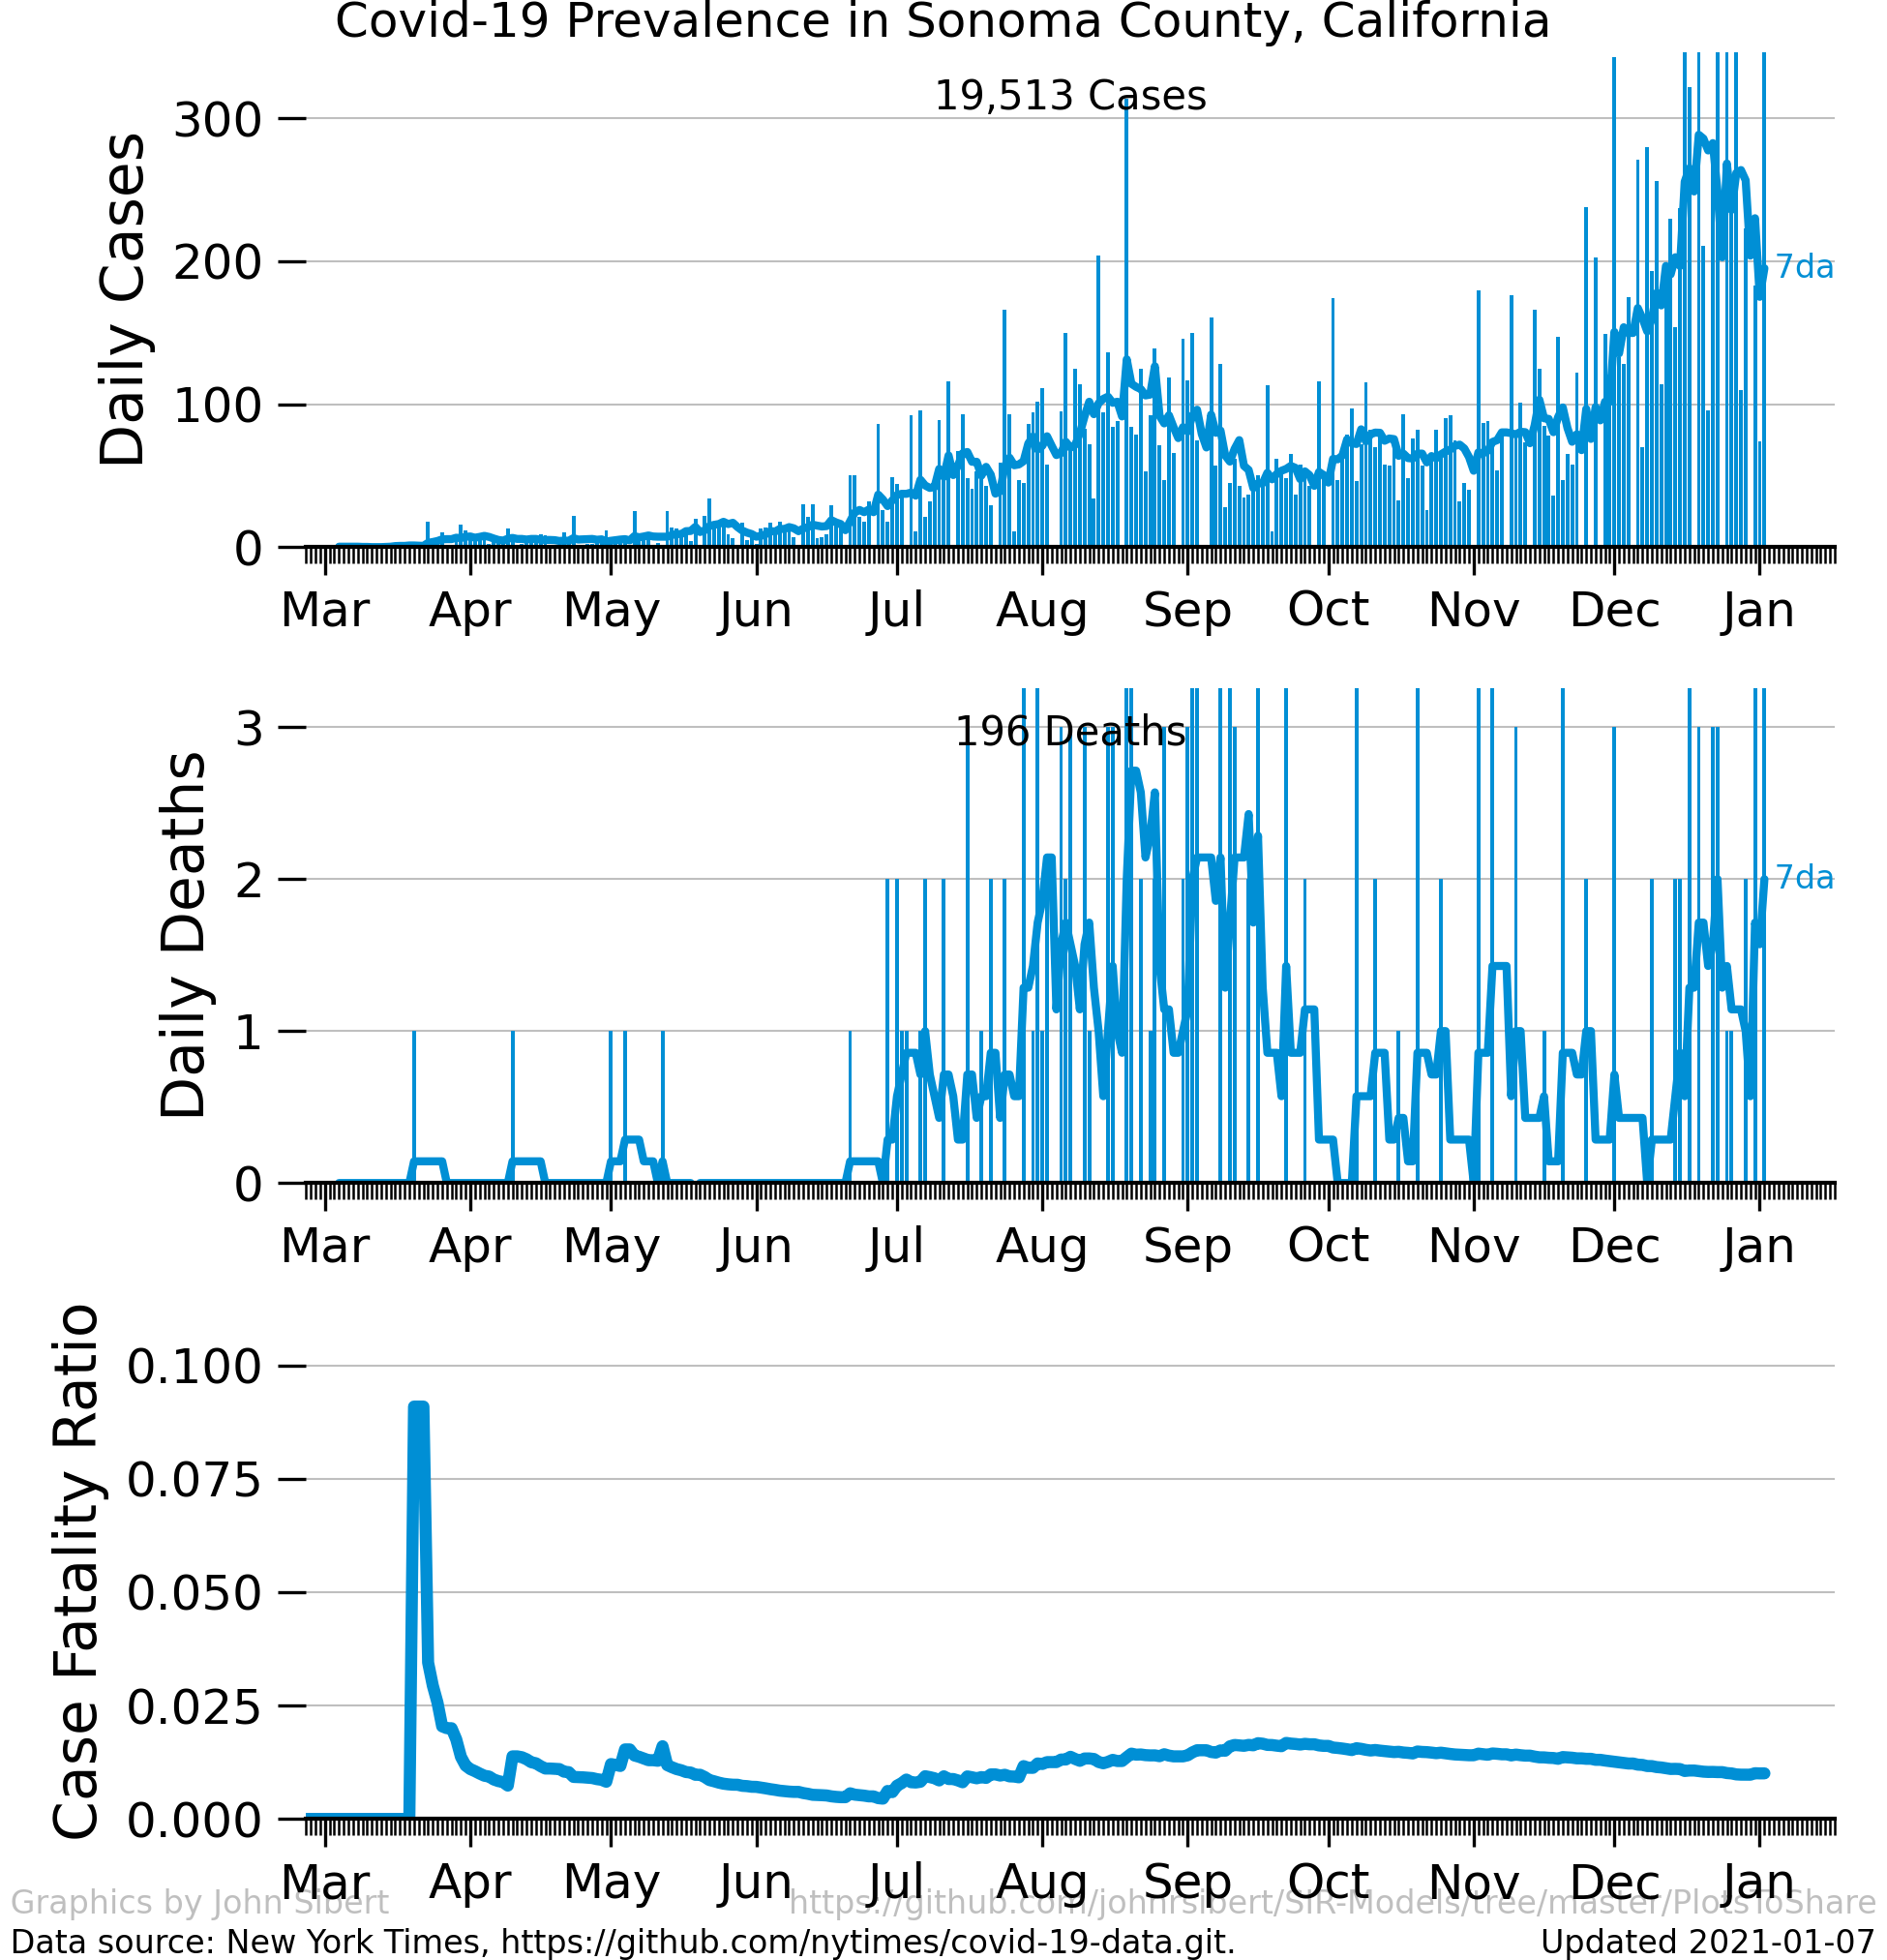 Covid-19 Prevalence in Sonoma County, California
19,513 Cases
Daily Cases
300
200
100
0
7da
Mar Apr May Jun Jul Aug Sep Oct Nov Dec Jan
196 Deaths
Daily Deaths
3
2
1
0
7da
Mar Apr May Jun Jul Aug Sep Oct Nov Dec Jan
Case Fatality Ratio
0.100
0.075
0.050
0.025
0.000
Mar Apr May Jun Jul Aug Sep Oct Nov Dec Jan
Graphics by John Sibert https://github.com/johnrsibert/SIR-Models/tree/master/PlotsToShare
Data source: New York Times, https://github.com/nytimes/covid-19-data.git. Updated 2021-01-07